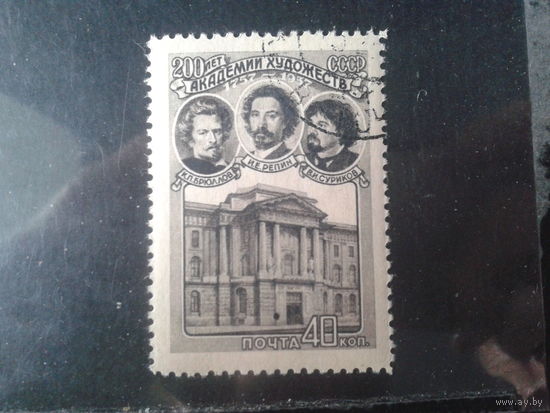 200 ЛЕТ
АКАДЕМИИ ХУДОЖЕСТВ
СССР
1757-1957
К.П.БРЮЛЛОВ
И.Е.РЕПИН
В.И.СУРИКОВ
ПОЧТА 40 КОП.
www.ay.by